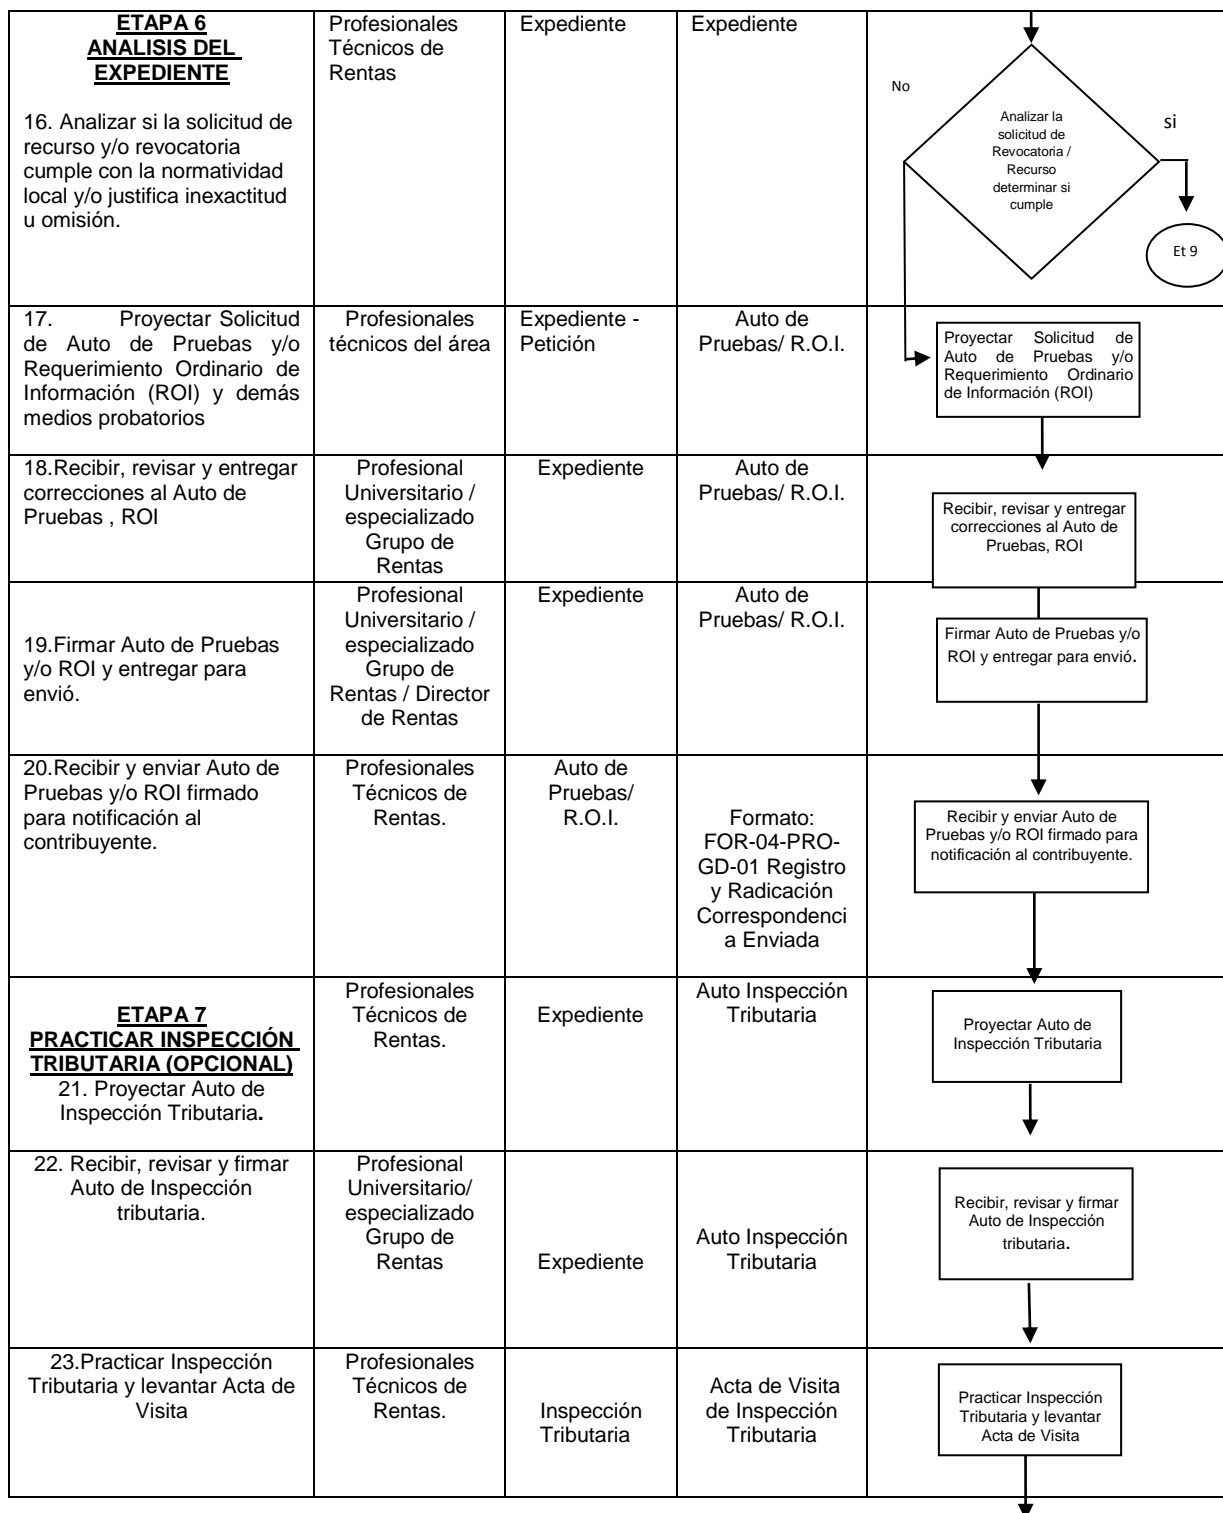 ETAPA 6
ANALISIS DEL
EXPEDIENTE
16. Analizar si la solicitud de
recurso y/o revocatoria
cumple con la normatividad
local y/o justifica inexactitud
u omisión.
Profesionales
Técnicos de
Rentas
Expediente
Expediente
No
Analizar la
solicitud de
Revocatoria /
Recurso
determinar si
cumple
si
Et 9
17. Proyectar Solicitud
de Auto de Pruebas y/o
Requerimiento Ordinario de
Información (ROI) y demás
medios probatorios
Profesionales
técnicos del área
Expediente -
Petición
Auto de
Pruebas/ R.O.I.
Proyectar Solicitud de
Auto de Pruebas y/o
Requerimiento Ordinario
de Información (ROI)
18.Recibir, revisar y entregar
correcciones al Auto de
Pruebas , ROI
Profesional
Universitario /
especializado
Grupo de
Rentas
Expediente
Auto de
Pruebas/ R.O.I.
Recibir, revisar y entregar
correcciones al Auto de
Pruebas, ROI
19.Firmar Auto de Pruebas
y/o ROI y entregar para
envió.
Profesional
Universitario /
especializado
Grupo de
Rentas / Director
de Rentas
Expediente
Auto de
Pruebas/ R.O.I.
Firmar Auto de Pruebas y/o
ROI y entregar para envió.
20.Recibir y enviar Auto de
Pruebas y/o ROI firmado
para notificación al
contribuyente.
Profesionales
Técnicos de
Rentas.
Auto de
Pruebas/
R.O.I.
Formato:
FOR-04-PRO-
GD-01 Registro
y Radicación
Correspondenci
a Enviada
Recibir y enviar Auto de
Pruebas y/o ROI firmado para
notificación al contribuyente.
ETAPA 7
PRACTICAR INSPECCIÓN
TRIBUTARIA (OPCIONAL)
21. Proyectar Auto de
Inspección Tributaria.
Profesionales
Técnicos de
Rentas.
Expediente
Auto Inspección
Tributaria
Proyectar Auto de
Inspección Tributaria
22. Recibir, revisar y firmar
Auto de Inspección
tributaria.
Profesional
Universitario/
especializado
Grupo de
Rentas
Expediente
Auto Inspección
Tributaria
Recibir, revisar y firmar
Auto de Inspección
tributaria.
23.Practicar Inspección
Tributaria y levantar Acta de
Visita
Profesionales
Técnicos de
Rentas.
Inspección
Tributaria
Acta de Visita
de Inspección
Tributaria
Practicar Inspección
Tributaria y levantar
Acta de Visita